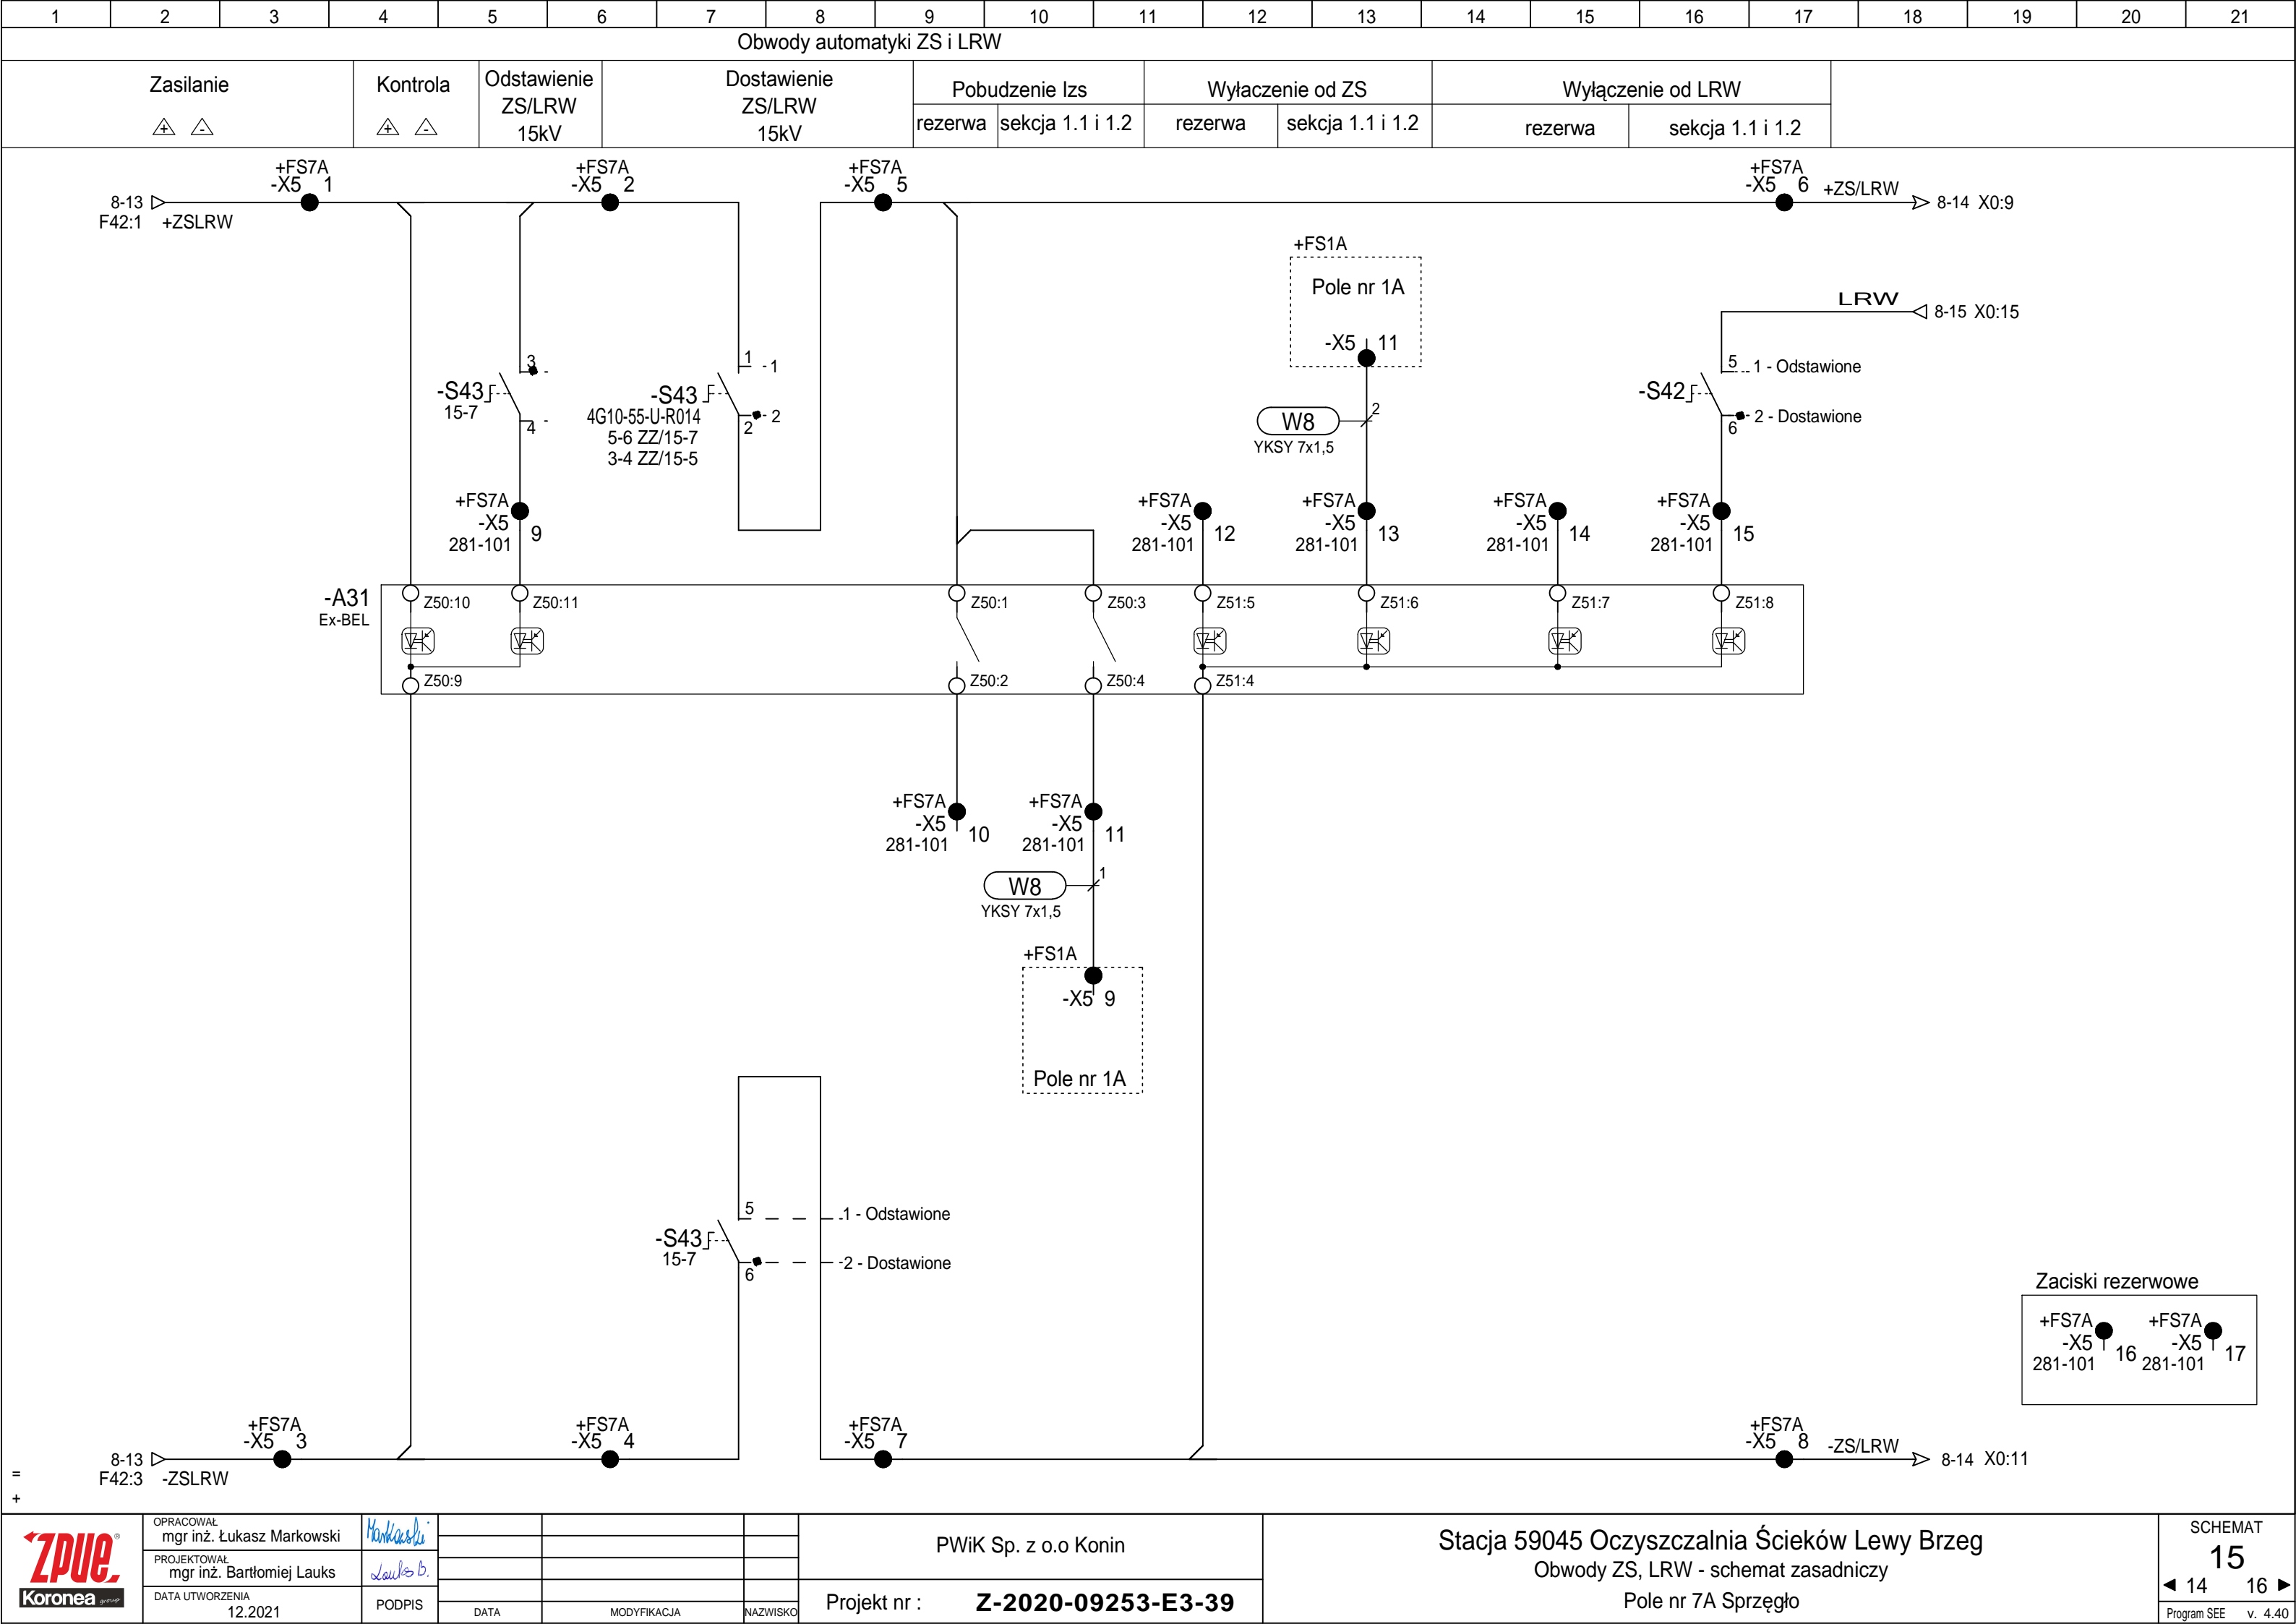 1 2 3 4 5 6 7 8 9 10 11 12 13 14 15 16 17 18 19 20 21
Obwody automatyki ZS i LRW
Zasilanie
+ -
Kontrola
+ -
Odstawienie
ZS/LRW
15kV
Dostawienie
ZS/LRW
15kV
Pobudzenie Izs
rezerwa
sekcja 1.1 i 1.2
Wyłaczenie od ZS
rezerwa
sekcja 1.1 i 1.2
Wyłączenie od LRW
rezerwa
sekcja 1.1 i 1.2
8-13
F42:1 +ZSLRW
+FS7A
-X5 1
+FS7A
-X5 2
+FS7A
-X5 5
+FS7A
-X5 6
+ZS/LRW
8-14 X0:9
+FS1A
Pole nr 1A
-X5 11
LRW
8-15 X0:15
3
-S43
15-7
4
1 -1
-S43
4G10-55-U-R014
5-6 ZZ/15-7
3-4 ZZ/15-5
2 - 2
W8
2
YKSY 7x1,5
5
1 - Odstawione
-S42
2 - Dostawione
6
+FS7A
-X5
281-101
9
+FS7A
-X5
281-101
12
+FS7A
-X5
281-101
13
+FS7A
-X5
281-101
14
+FS7A
-X5
281-101
15
-A31
Ex-BEL
Z50:10
Z50:11
Z50:1
Z50:3
Z51:5
Z51:6
Z51:7
Z51:8
Z50:9
Z50:2
Z50:4
Z51:4
+FS7A
-X5
281-101
10
+FS7A
-X5
281-101
11
W8
1
YKSY 7x1,5
+FS1A
-X5 9
Pole nr 1A
5
-1 - Odstawione
-S43
15-7
-2 - Dostawione
6
Zaciski rezerwowe
+FS7A
-X5
281-101
16
+FS7A
-X5
281-101
17
8-13
F42:3 -ZSLRW
+FS7A
-X5 3
+FS7A
-X5 4
+FS7A
-X5 7
+FS7A
-X5 8
-ZS/LRW
8-14 X0:11
=
+
ZPUE ®
Koronea group
OPRACOWAŁ
mgr inż. Łukasz Markowski
Markowski
PROJEKTOWAŁ
mgr inż. Bartłomiej Lauks
Lauks B.
DATA UTWORZENIA
12.2021
PODPIS
DATA
MODYFIKACJA
NAZWISKO
PWiK Sp. z o.o Konin
Projekt nr : Z-2020-09253-E3-39
Stacja 59045 Oczyszczalnia Ścieków Lewy Brzeg
Obwody ZS, LRW - schemat zasadniczy
Pole nr 7A Sprzęgło
SCHEMAT
15
14 16
Program SEE v. 4.40